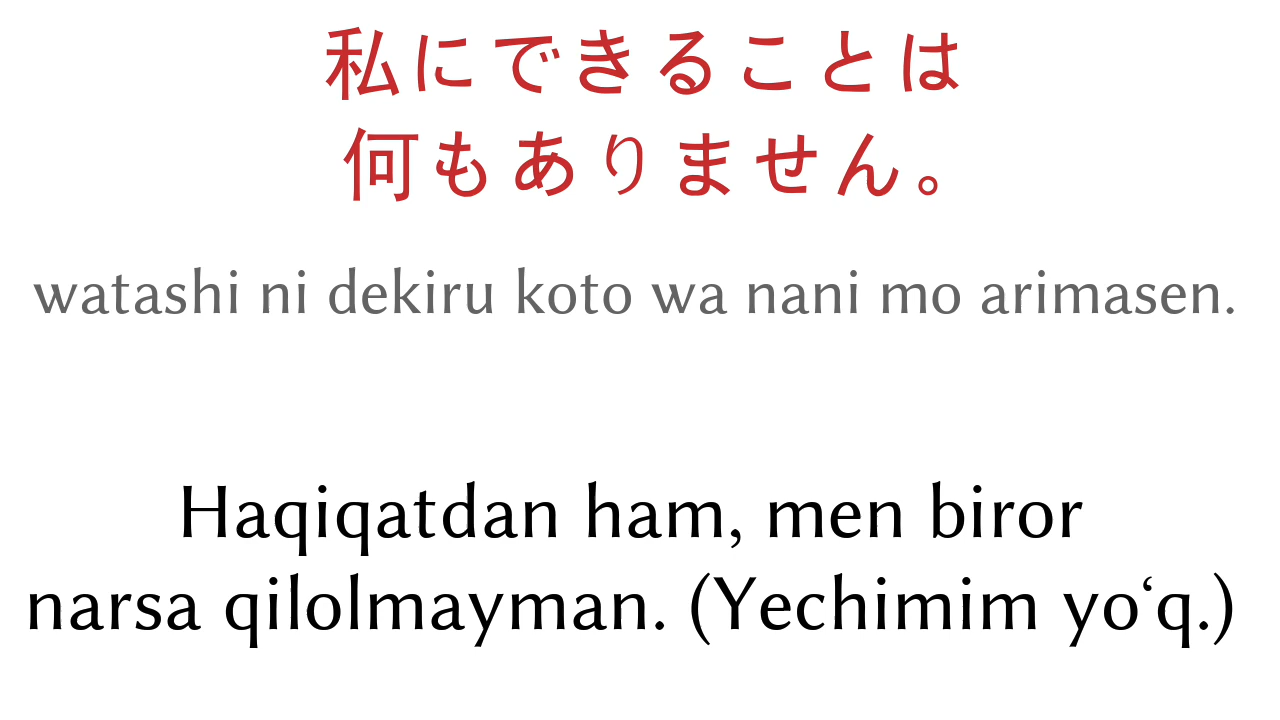 私にできることは
何もありません。
watashi ni dekiru koto wa nani mo arimasen.
Haqiqatdan ham, men biror
narsa qilolmayman. (Yechimim yo‘q.)